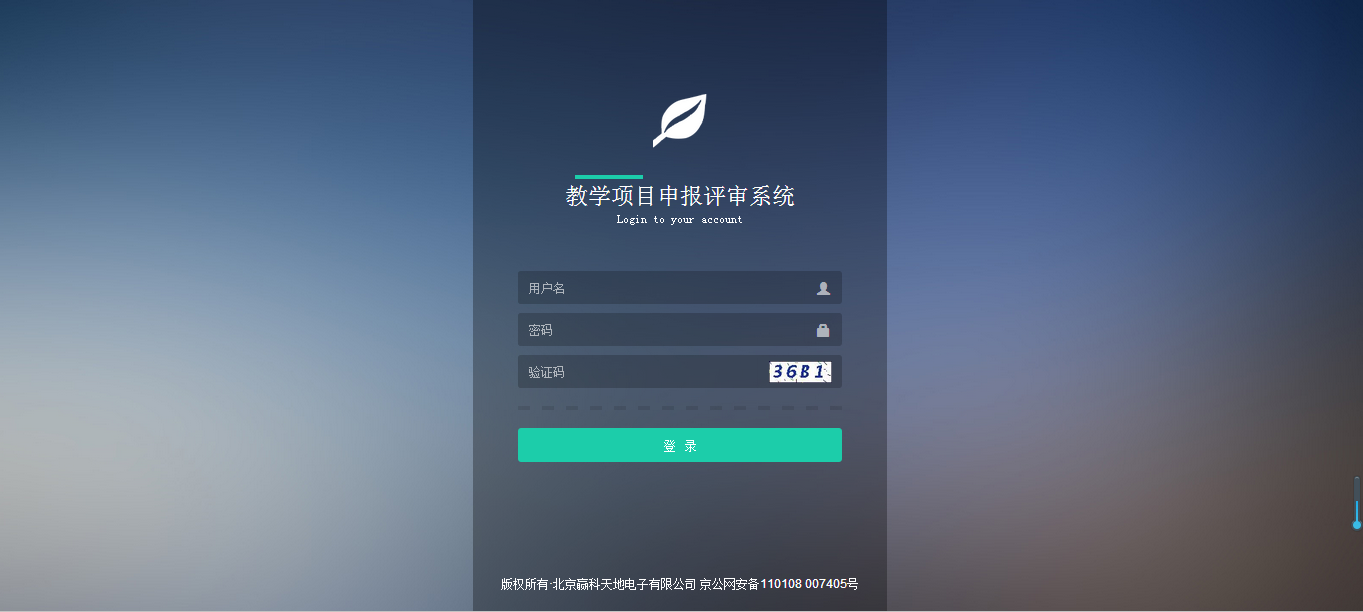 教学项目申报评审系统
Login to your account
用户名
密码
验证码 36B1
登 录
版权所有·北京赢科天地电子有限公司 京公网安备110108 007405号